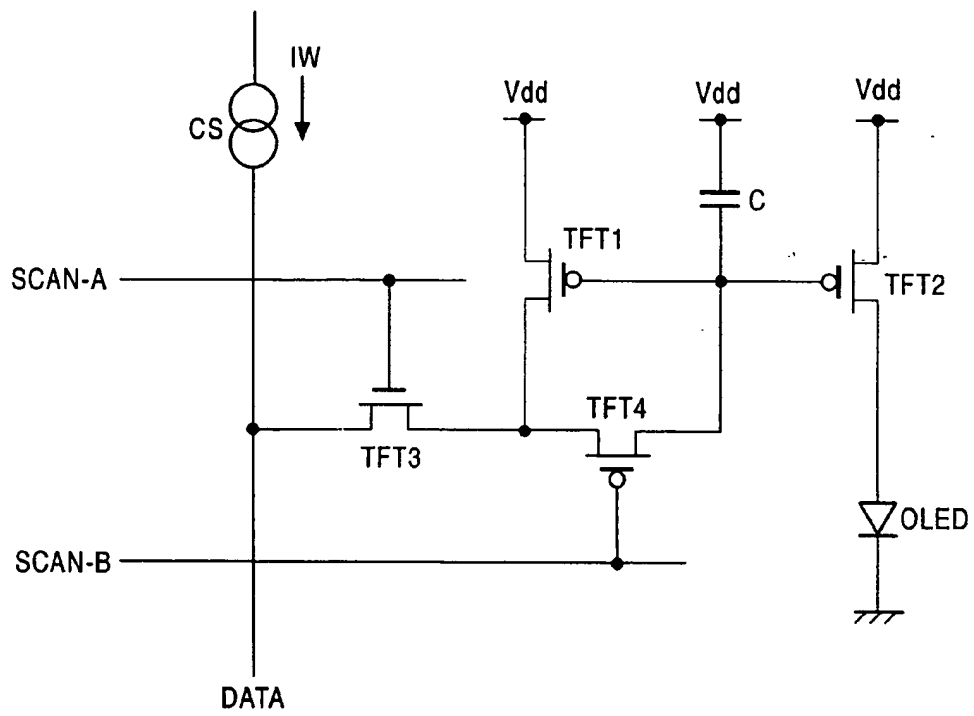 IW
CS
Vdd
Vdd
Vdd
C
TFT1
SCAN-A
TFT2
TFT4
TFT3
OLED
SCAN-B
DATA